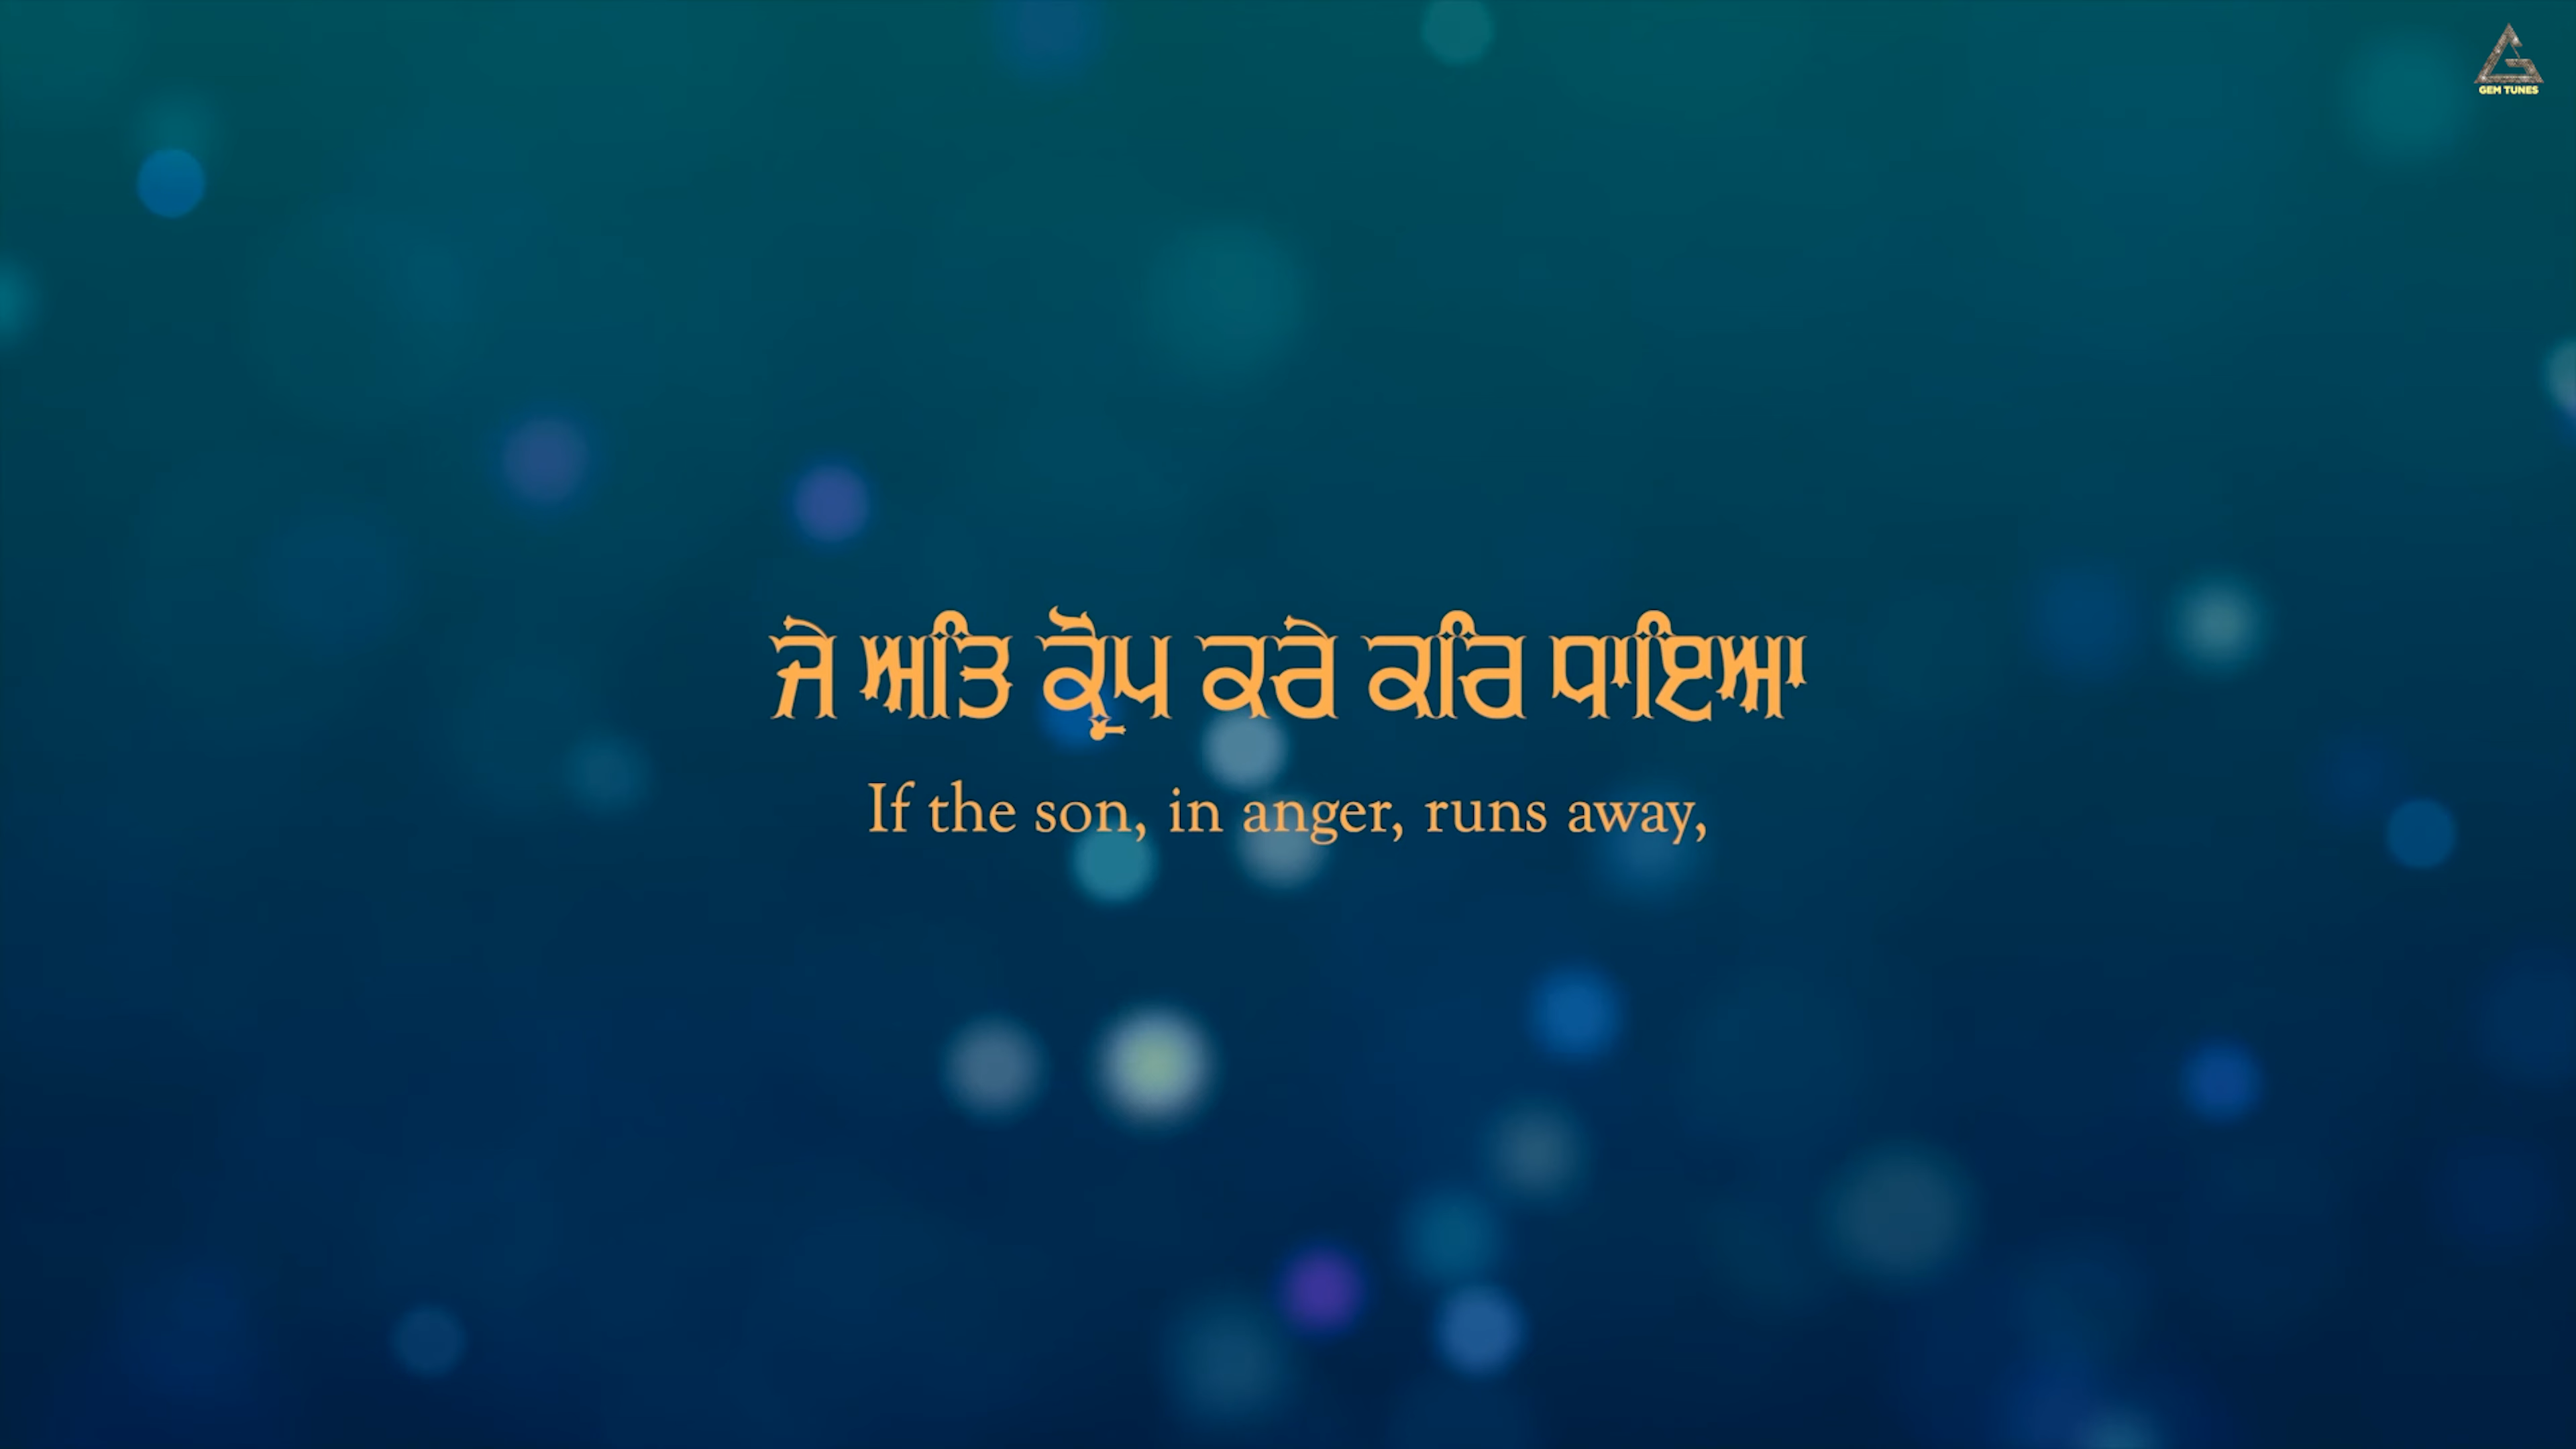 GEM TUNES
ਜੇ ਅਤਿ ਕ੍ਰੋਪ ਕਰੇ ਕਰਿ ਧਾਇਆ
If the son, in anger, runs away,